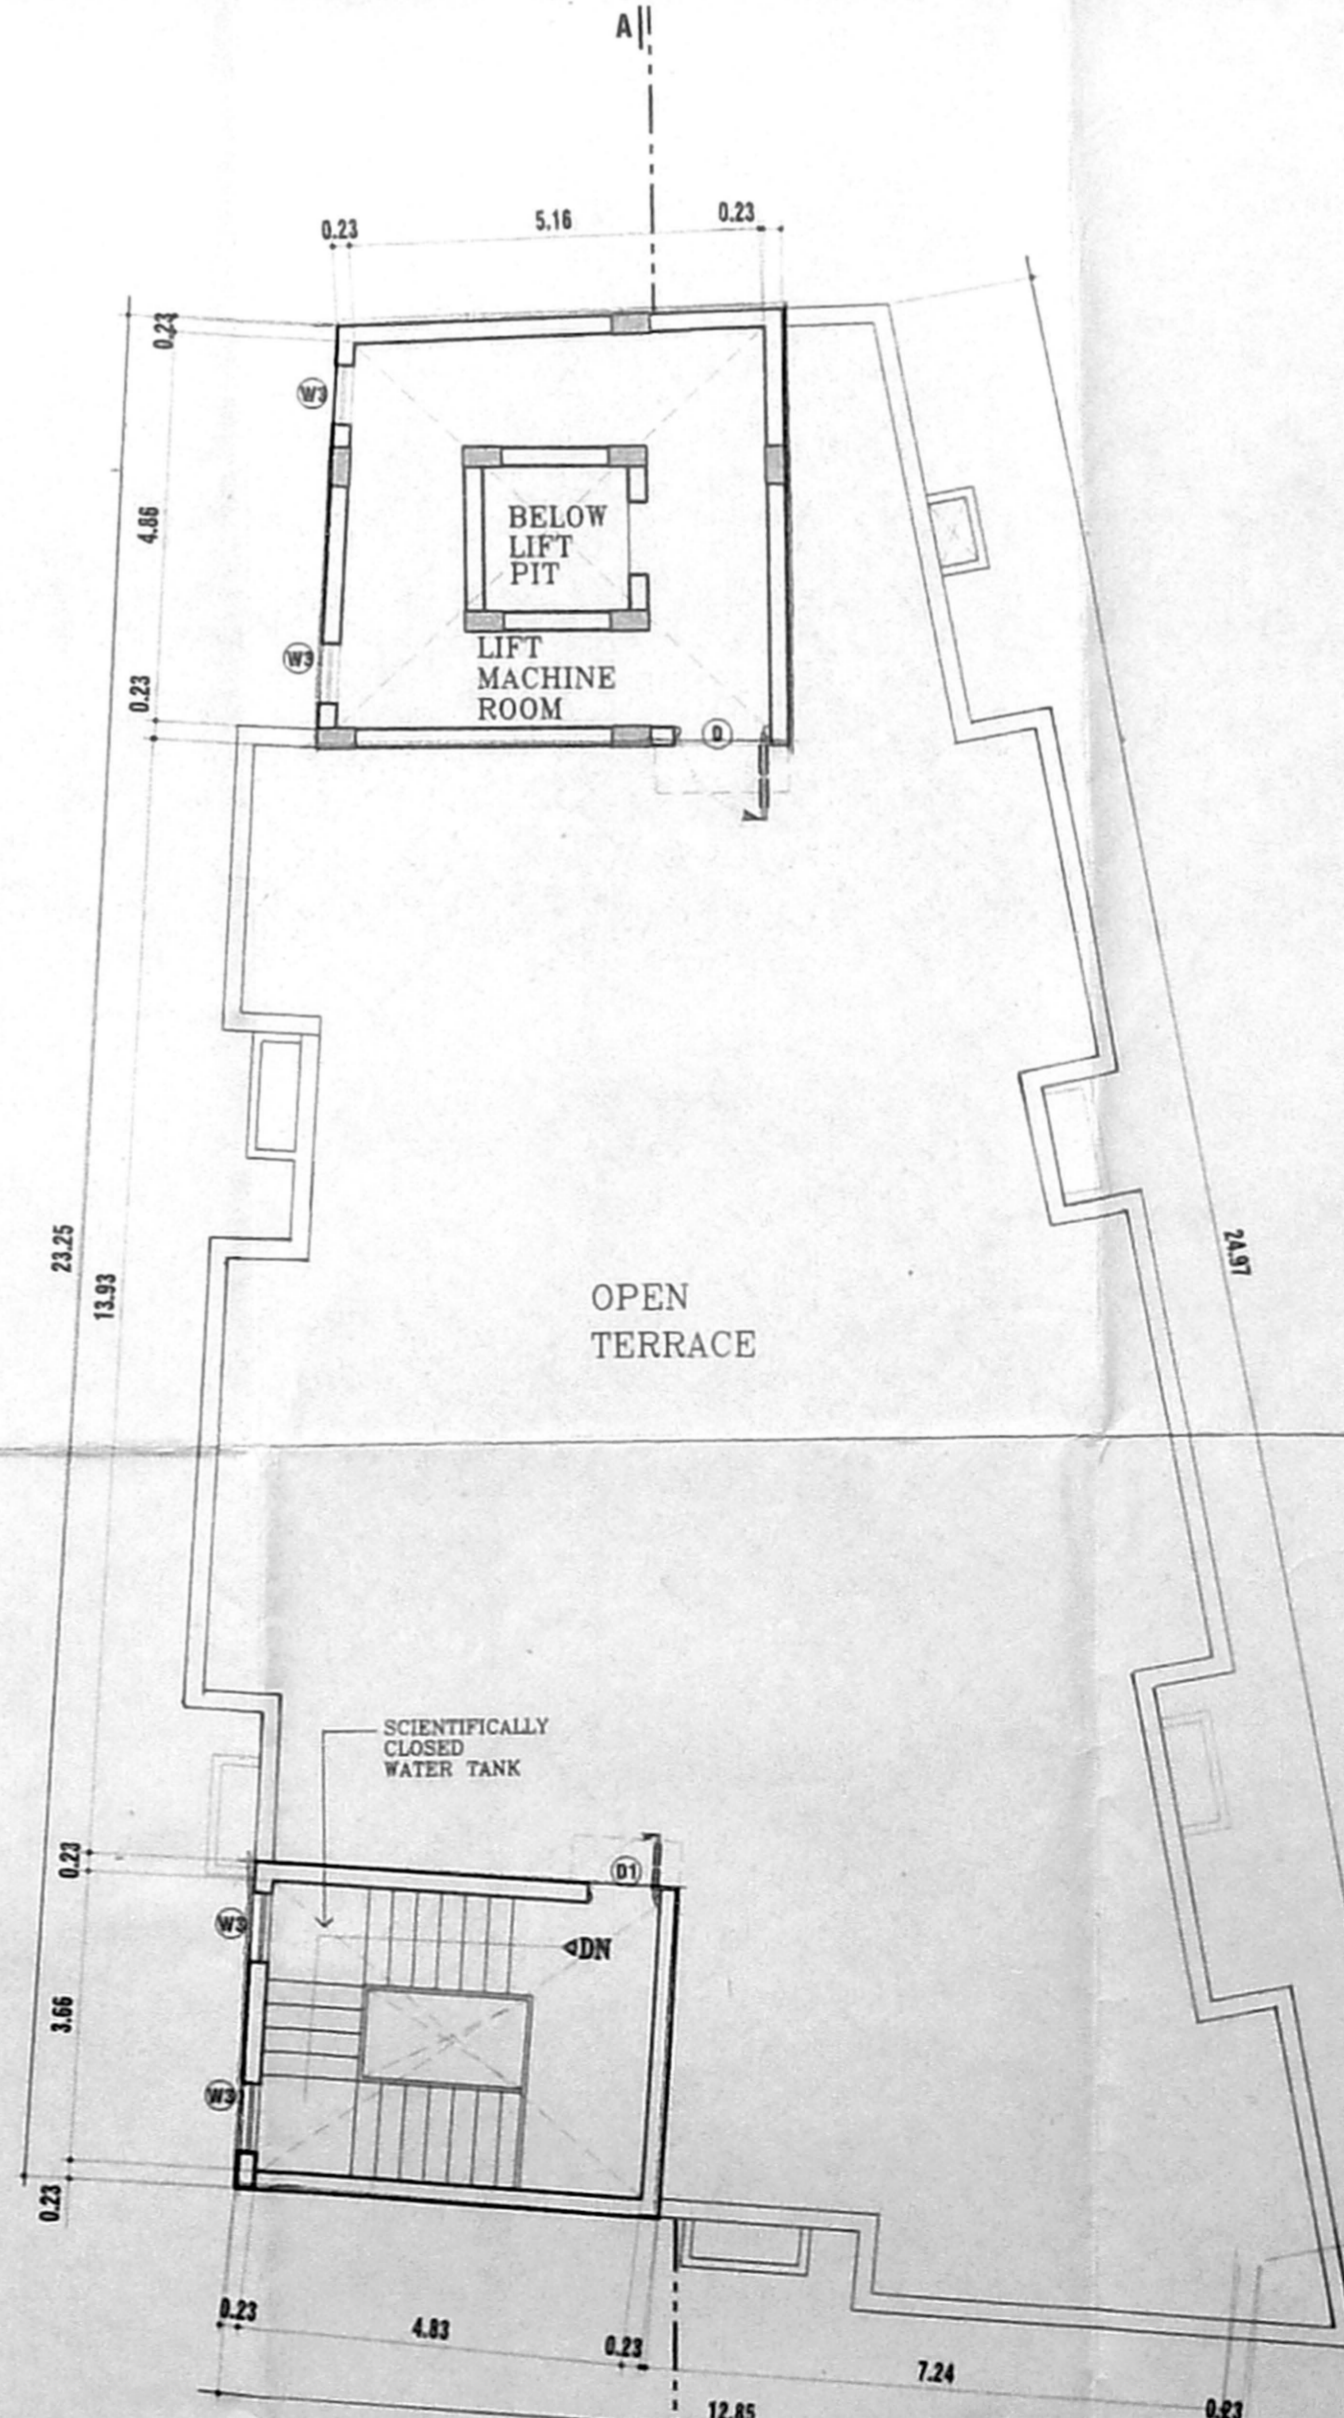 A
0.23
5.16
0.23
0.23
W3
4.86
BELOW
LIFT
PIT
W3
LIFT
MACHINE
ROOM
0.23
D
23.25
13.93
24.97
OPEN
TERRACE
SCIENTIFICALLY
CLOSED
WATER TANK
0.23
D1
W3
DN
3.66
W3
0.23
0.23
4.83
0.23
7.24
12.85
0.23